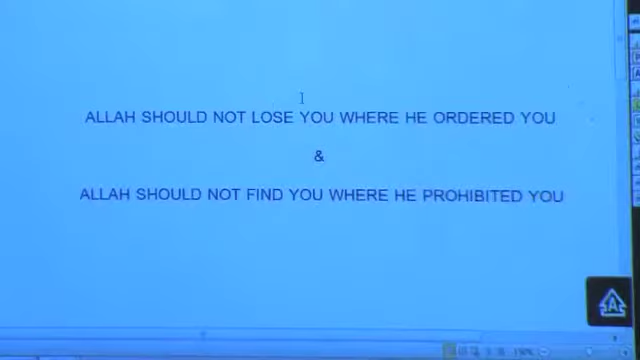 ALLAH SHOULD NOT LOSE YOU WHERE HE ORDERED YOU
&
ALLAH SHOULD NOT FIND YOU WHERE HE PROHIBITED YOU
A